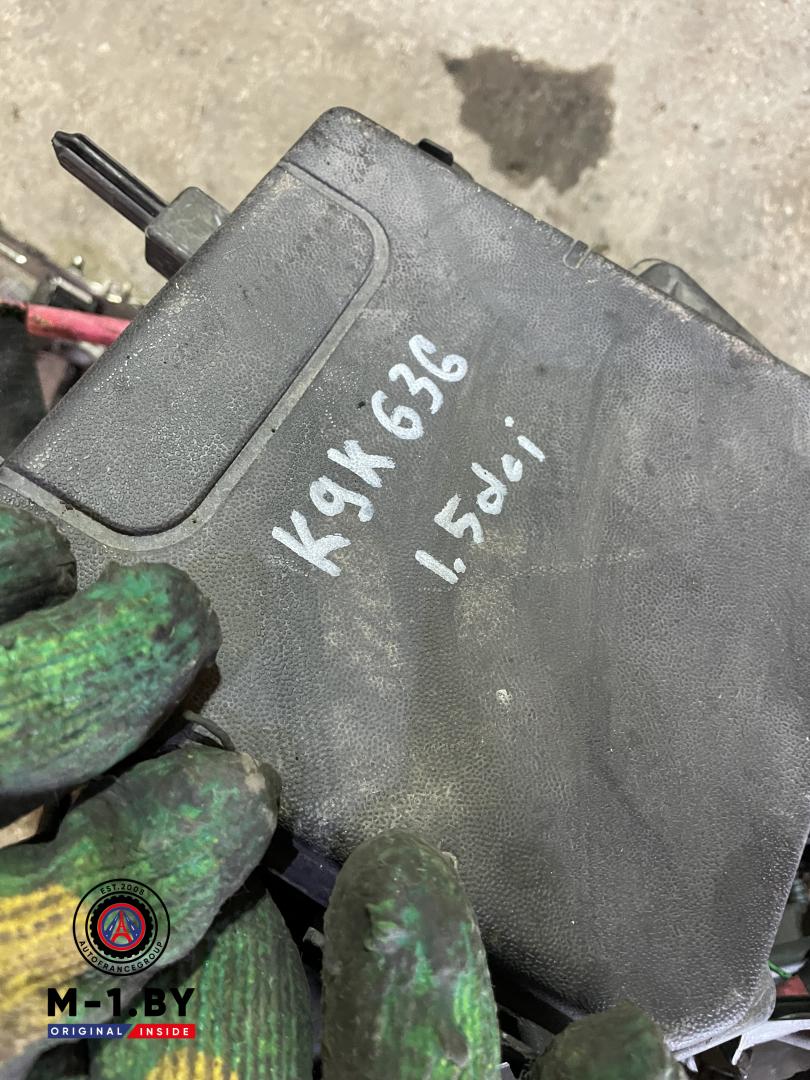 K9K 636
1.5dci
EST.2008
AUTOFRANCEGROUP
M-1.BY
ORIGINAL INSIDE